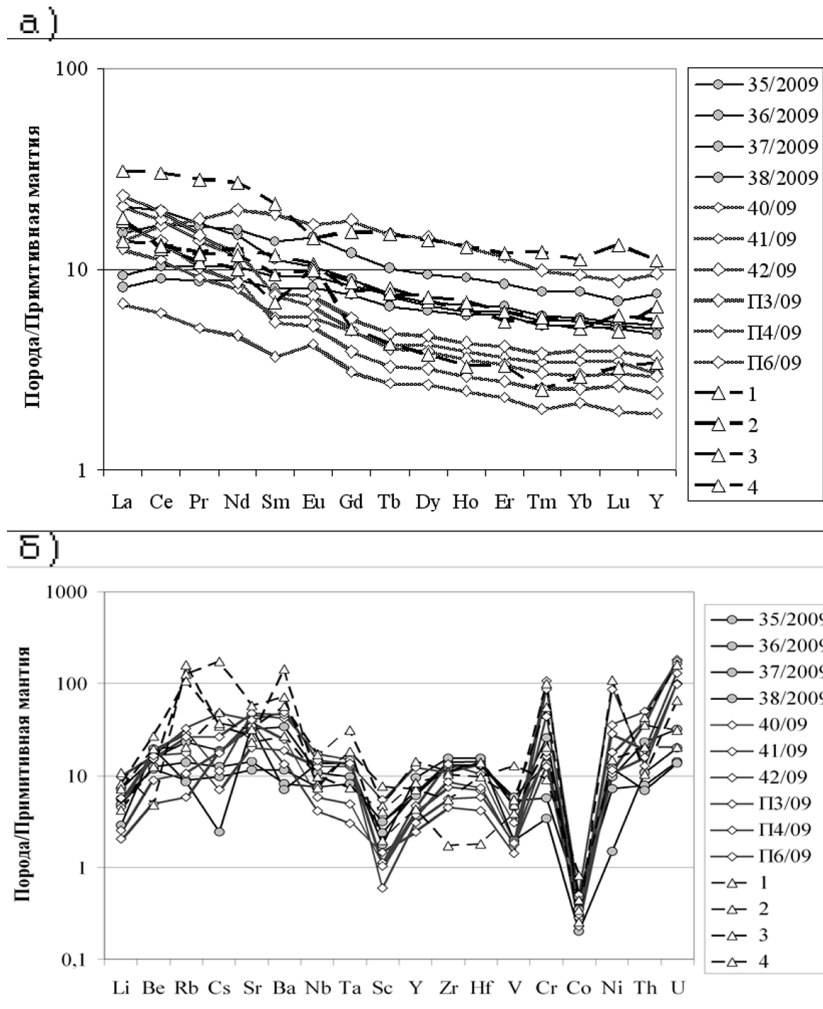 а)
Порода/Примтивная мантия
100
10
1
La Ce Pr Nd Sm Eu Gd Tb Dy Ho Er Tm Yb Lu Y
35/2009
36/2009
37/2009
38/2009
40/09
41/09
42/09
П3/09
П4/09
П6/09
1
2
3
4
б)
Порода/Примитивная мантия
1000
100
10
1
0,1
Li Be Rb Cs Sr Ba Nb Ta Sc Y Zr Hf V Cr Co Ni Th U
35/2009
36/2009
37/2009
38/2009
40/09
41/09
42/09
П3/09
П4/09
П6/09
1
2
3
4